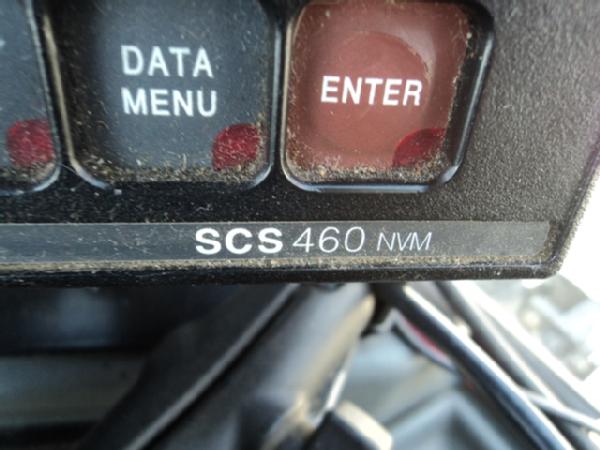 DATA
MENU
ENTER
SCS 460 NVM